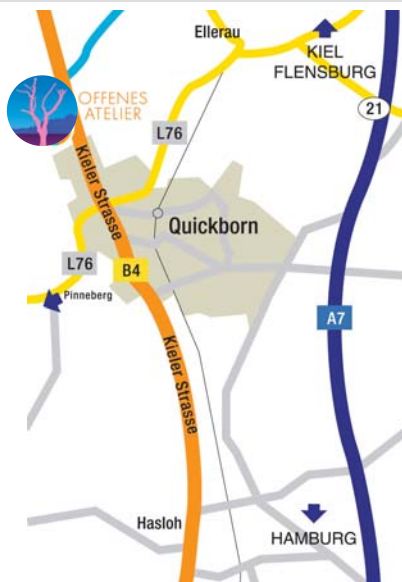 Ellerau
KIEL
FLENSBURG
OFFENES
ATELIER
21
L76
Kieler Strasse
Quickborn
L76
B4
Pinneberg
A7
Kieler Strasse
Hasloh
HAMBURG